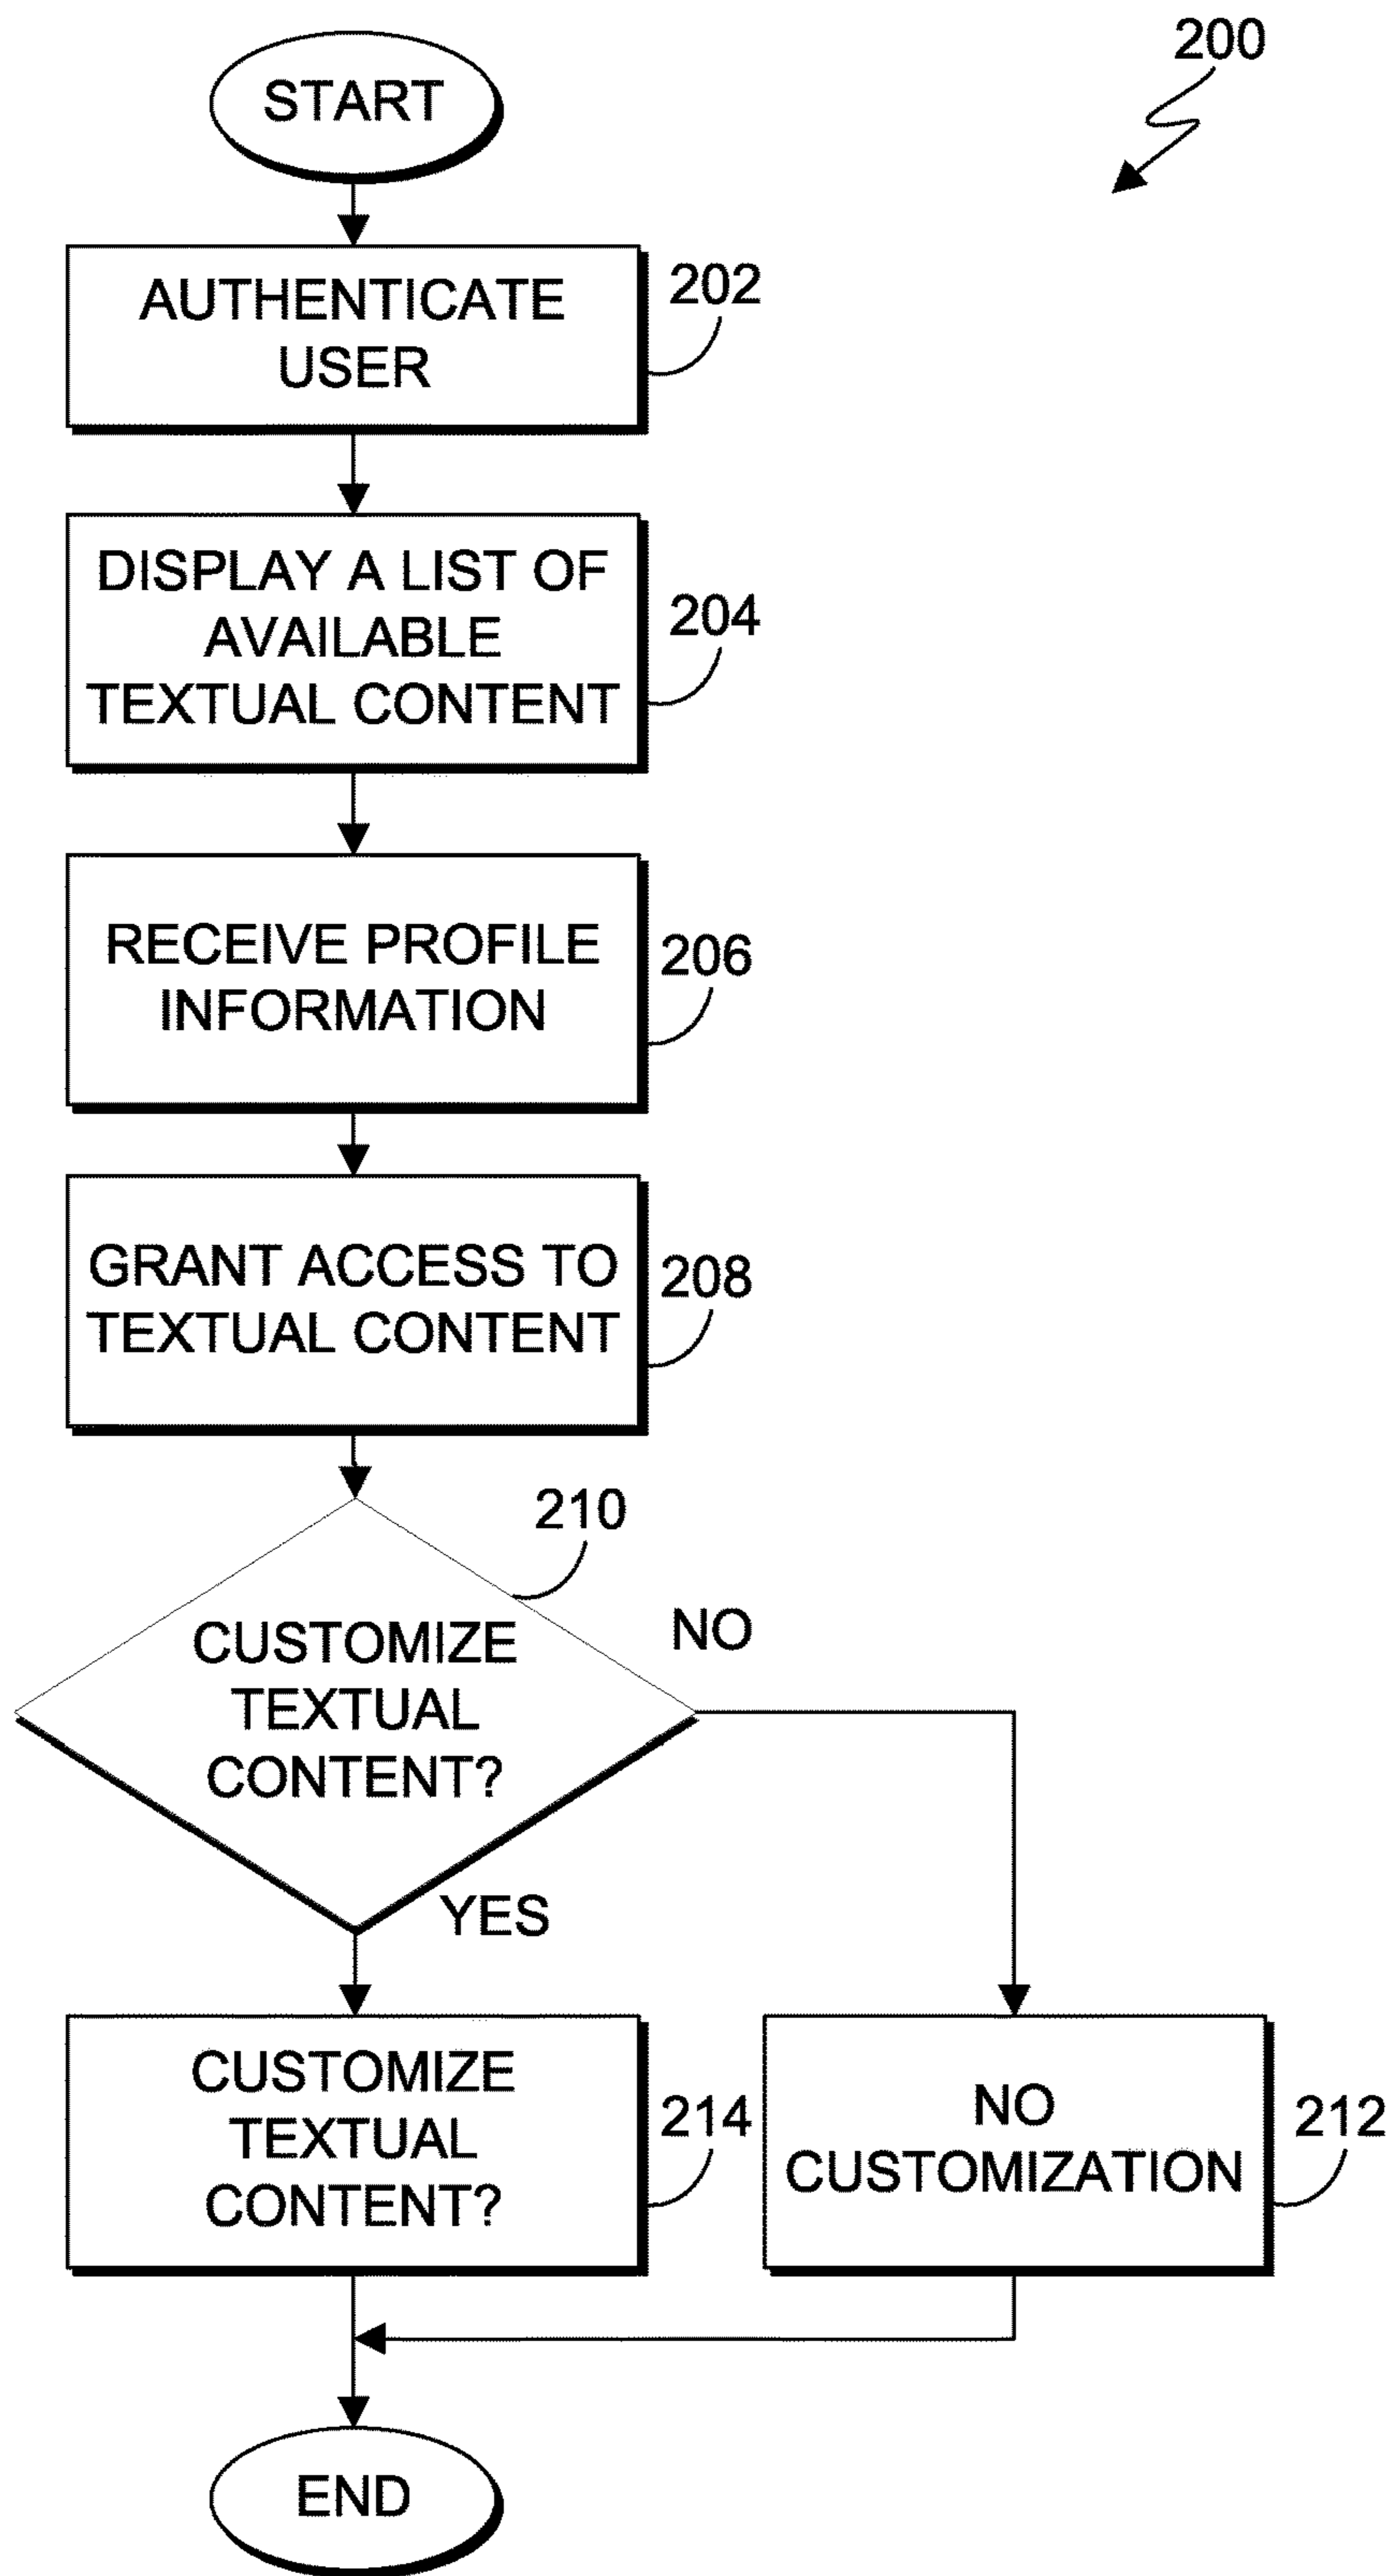 200
START
AUTHENTICATE
USER
202
DISPLAY A LIST OF
AVAILABLE
TEXTUAL CONTENT
204
RECEIVE PROFILE
INFORMATION
206
GRANT ACCESS TO
TEXTUAL CONTENT
208
210
CUSTOMIZE
TEXTUAL
CONTENT?
NO
YES
CUSTOMIZE
TEXTUAL
CONTENT?
214
NO
CUSTOMIZATION
212
END